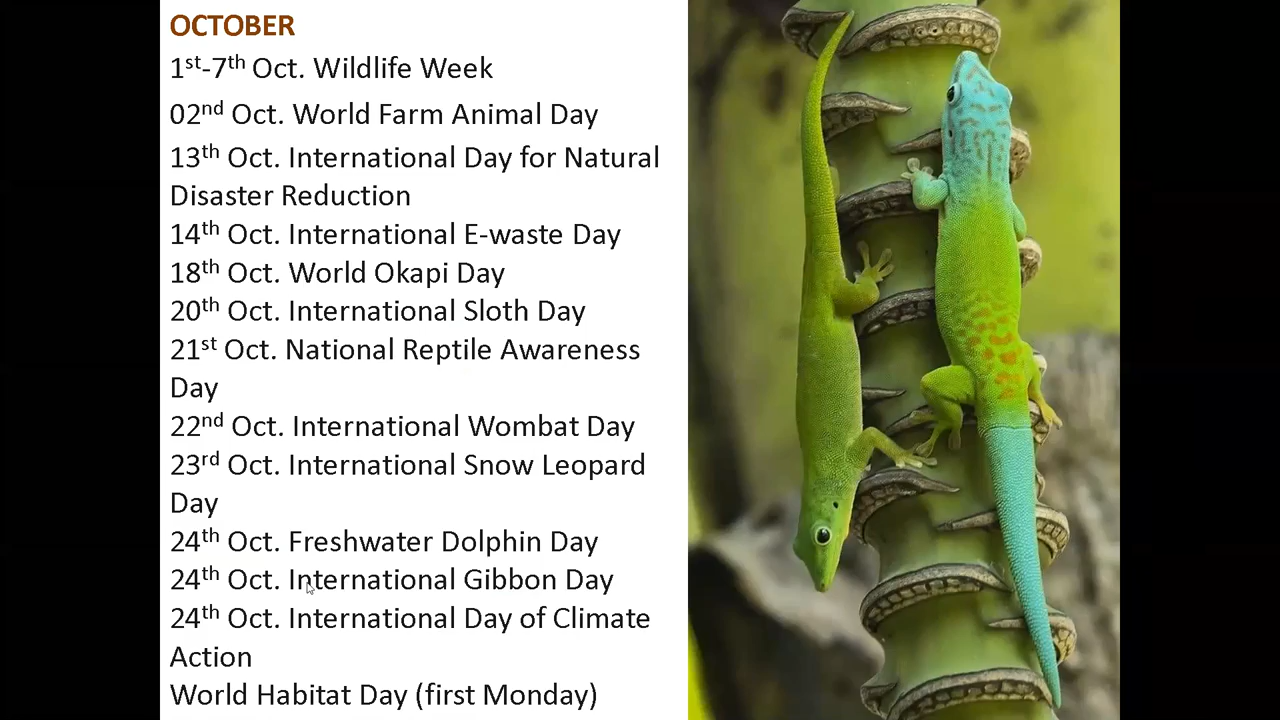 OCTOBER
1st-7th Oct. Wildlife Week
02nd Oct. World Farm Animal Day
13th Oct. International Day for Natural
Disaster Reduction
14th Oct. International E-waste Day
18th Oct. World Okapi Day
20th Oct. International Sloth Day
21st Oct. National Reptile Awareness
Day
22nd Oct. International Wombat Day
23rd Oct. International Snow Leopard
Day
24th Oct. Freshwater Dolphin Day
24th Oct. International Gibbon Day
24th Oct. International Day of Climate
Action
World Habitat Day (first Monday)